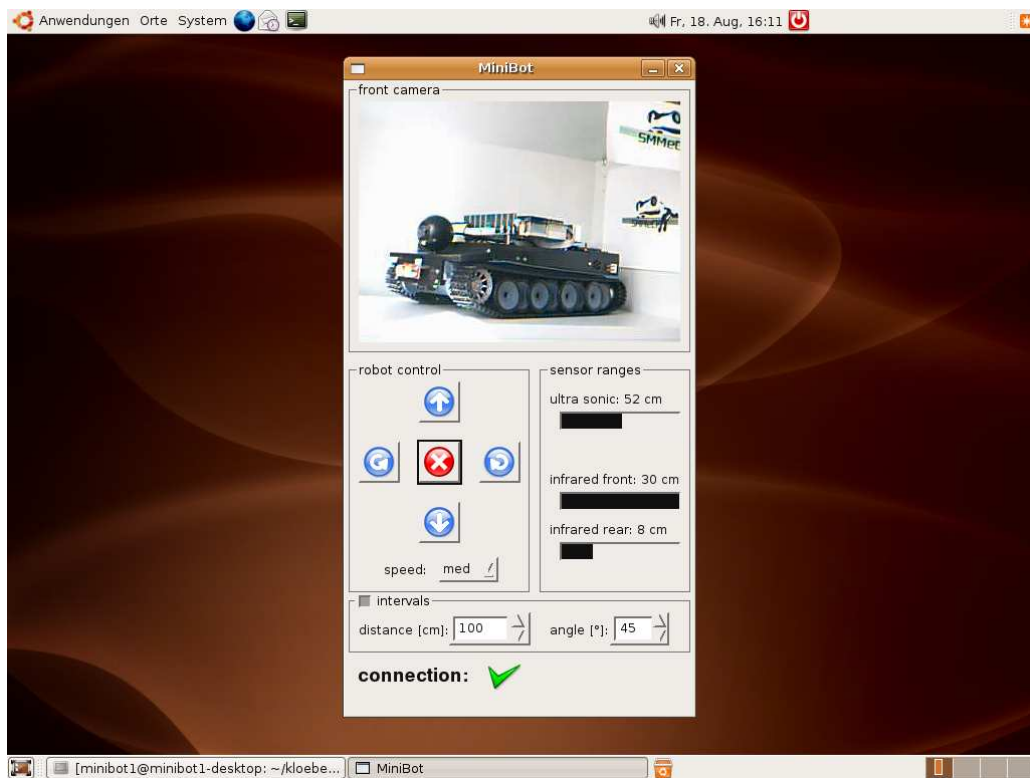 Anwendungen Orte System
Fr, 18. Aug, 16:11
MiniBot
front camera
SMMec
robot control
sensor ranges
ultra sonic: 52 cm
infrared front: 30 cm
infrared rear: 8 cm
speed: med
intervals
distance [cm]: 100 angle [°]: 45
connection:
[minibot1@minibot1-desktop: ~/kloebe... MiniBot